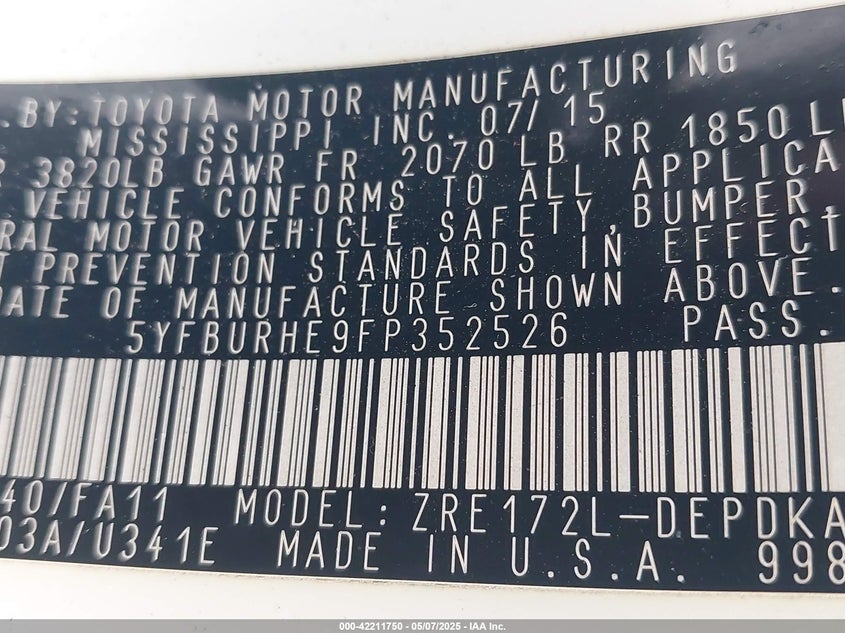 .BY:TOYOTA MOTOR MANUFACTURING
MISSISSIPPI INC. 07/15
R 3820LB GAWR FR 2070 LB RR 1850 L
VEHICLE CONFORMS TO ALL APPLICA
RAL MOTOR VEHICLE SAFETY,BUMPER,
T PREVENTION STANDARDS IN EFFECT
DATE OF MANUFACTURE SHOWN ABOVE.
5YFBURHE9FP352526 PASS.
40/FA11 MODEL:ZRE172L-DEPDKA
03A/U341E MADE IN U.S.A. 998
000-42211750 - 05/07/2025 - IAA Inc.